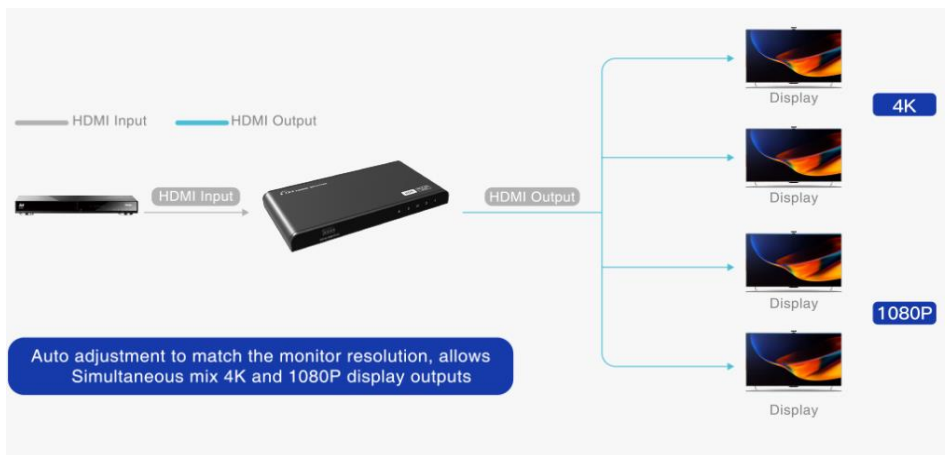 HDMI Input
HDMI Output
HDMI Input
HDMI Output
Display
4K
Display
Display
1080P
Display
Auto adjustment to match the monitor resolution, allows
Simultaneous mix 4K and 1080P display outputs